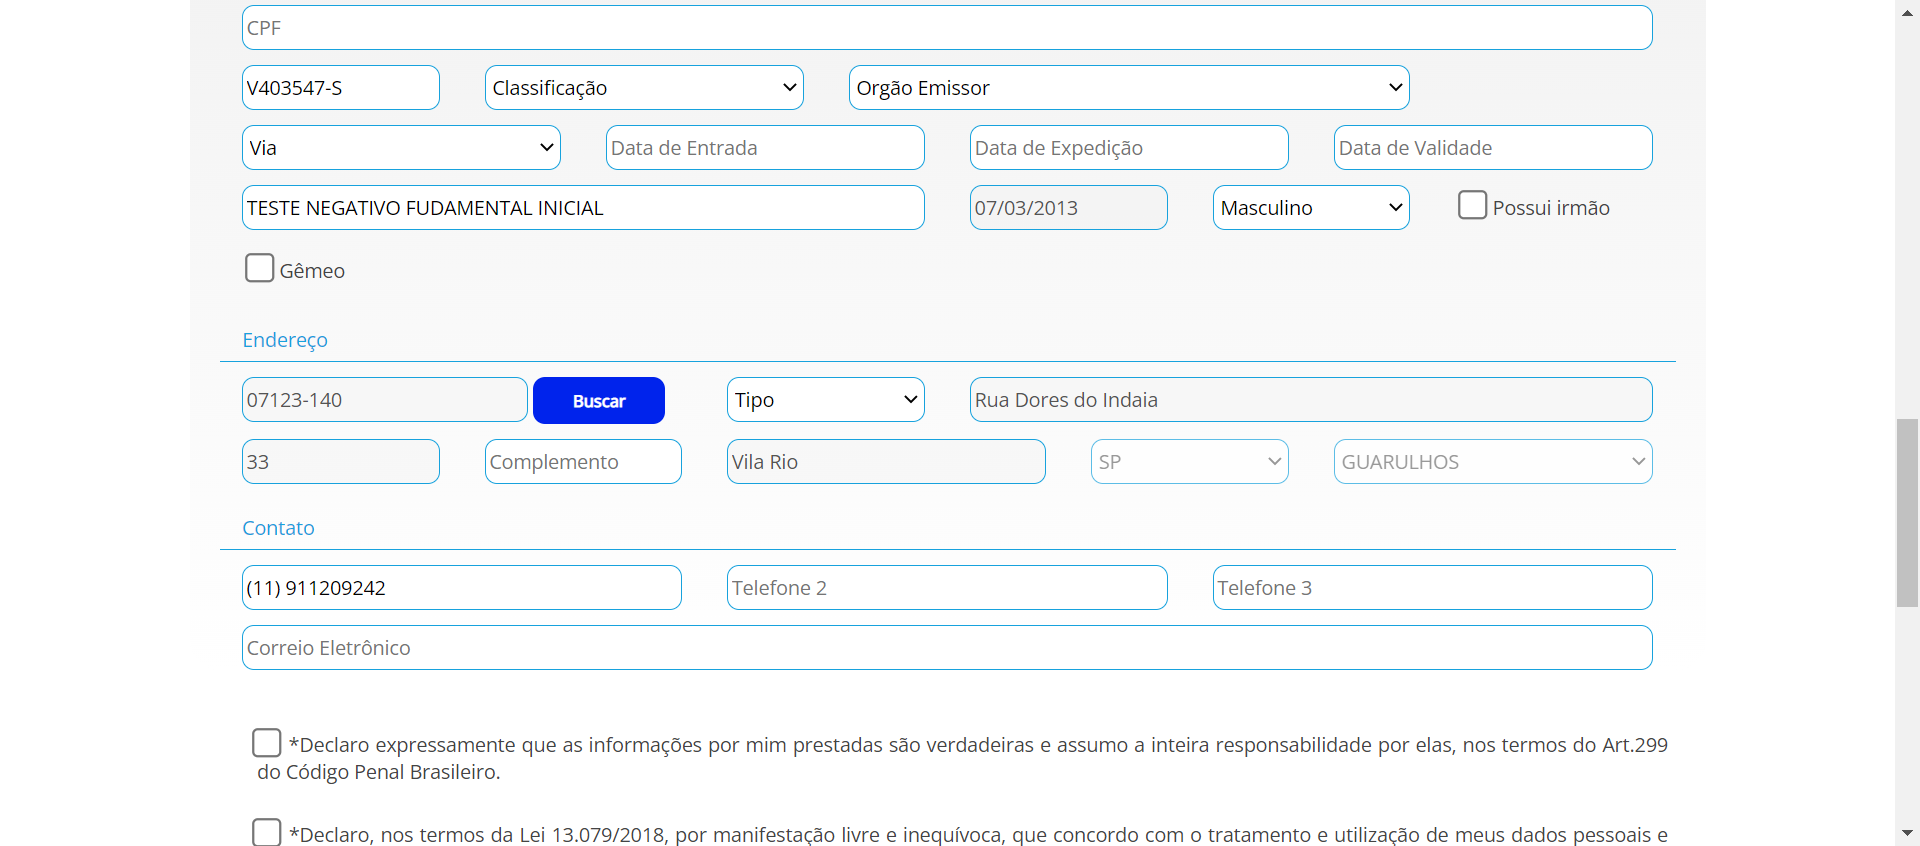 CPF
V403547-S Classificação Orgão Emissor
Via Data de Entrada Data de Expedição Data de Validade
TESTE NEGATIVO FUDAMENTAL INICIAL 07/03/2013 Masculino Possui irmão
Gêmeo
Endereço
07123-140 Buscar Tipo Rua Dores do Indaia
33 Complemento Vila Rio SP GUARULHOS
Contato
(11) 911209242 Telefone 2 Telefone 3
Correio Eletrônico
*Declaro expressamente que as informações por mim prestadas são verdadeiras e assumo a inteira responsabilidade por elas, nos termos do Art.299
do Código Penal Brasileiro.
*Declaro, nos termos da Lei 13.079/2018, por manifestação livre e inequívoca, que concordo com o tratamento e utilização de meus dados pessoais e